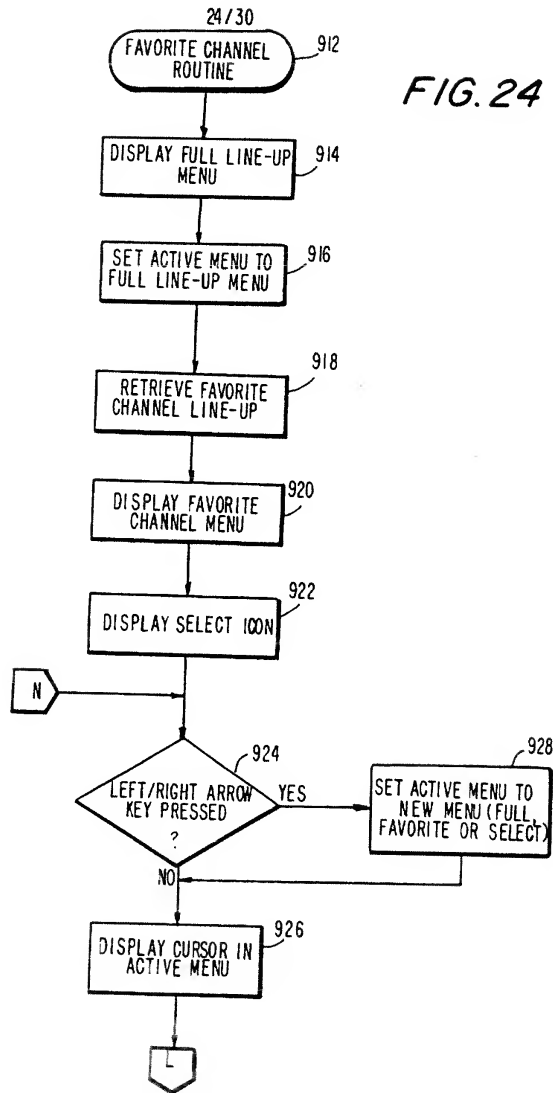 24/30
FAVORITE CHANNEL
ROUTINE
912
FIG. 24
DISPLAY FULL LINE-UP
MENU
914
SET ACTIVE MENU TO
FULL LINE-UP MENU
916
RETRIEVE FAVORITE
CHANNEL LINE-UP
918
DISPLAY FAVORITE
CHANNEL MENU
920
DISPLAY SELECT ICON
922
N
924
LEFT/RIGHT ARROW
KEY PRESSED
?
YES
928
SET ACTIVE MENU TO
NEW MENU (FULL,
FAVORITE OR SELECT)
NO
926
DISPLAY CURSOR IN
ACTIVE MENU
L